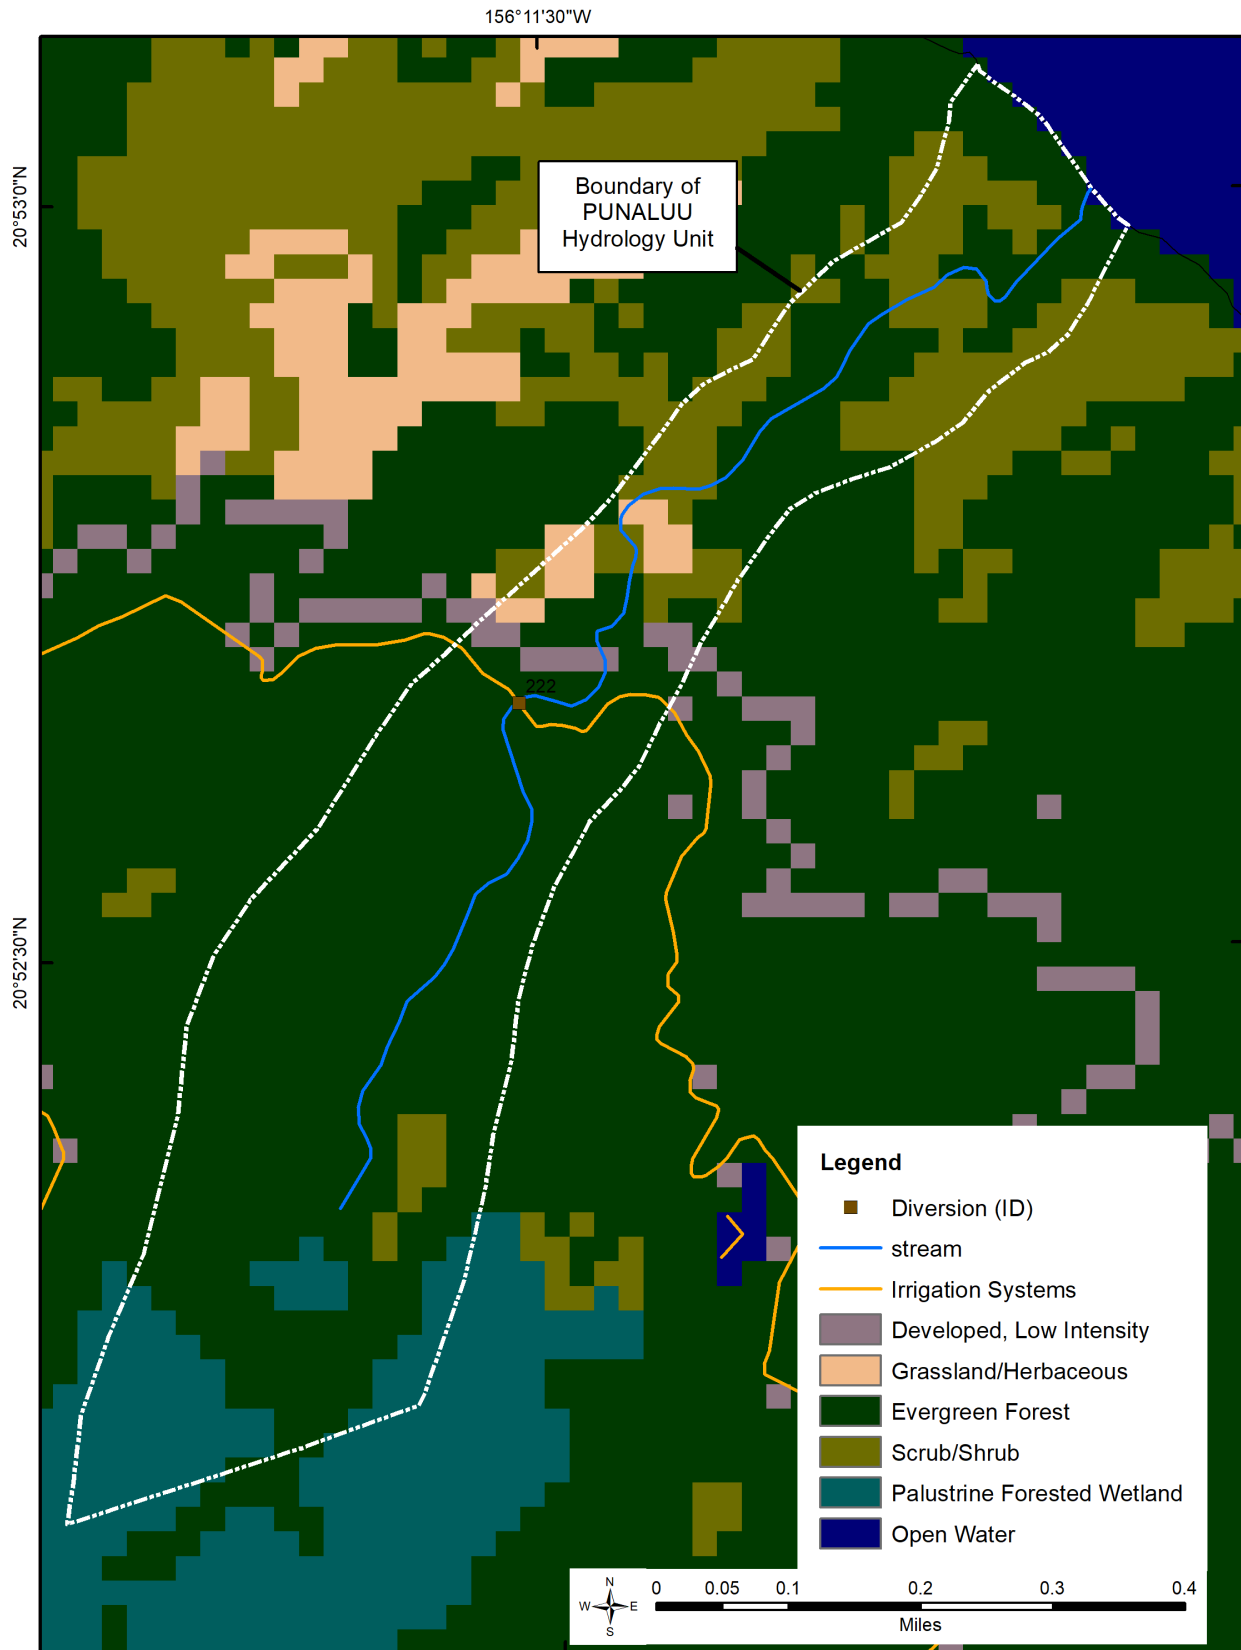 156°11'30"W
20°53'0"N
Boundary of
PUNALUU
Hydrology Unit
222
20°52'30"N
Legend
Diversion (ID)
stream
Irrigation Systems
Developed, Low Intensity
Grassland/Herbaceous
Evergreen Forest
Scrub/Shrub
Palustrine Forested Wetland
Open Water
N
W E
S
0 0.05 0.1 0.2 0.3 0.4
Miles